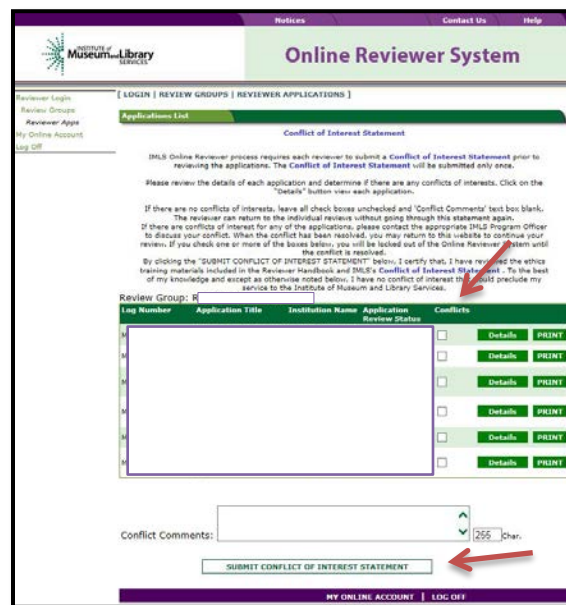 Notices Contact Us Help
INSTITUTE of
Museum and Library
SERVICES
Online Reviewer System
Reviewer Login
Review Groups
Reviewer Apps
My Online Account
Log Off
[ LOGIN | REVIEW GROUPS | REVIEWER APPLICATIONS ]
Applications List
Conflict of Interest Statement
IMLS Online Reviewer process requires each reviewer to submit a Conflict of Interest Statement prior to
reviewing the applications. The Conflict of Interest Statement will be submitted only once.
Please review the details of each application and determine if there are any conflicts of interests. Click on the
"Details" button view each application.
If there are no conflicts of interests, leave all check boxes unchecked and 'Conflict Comments' text box blank.
The reviewer can return to the individual reviews without going through this statement again.
If there are conflicts of interest for any of the applications, please contact the appropriate IMLS Program Officer
to discuss your conflict. When the conflict has been resolved, you may return to this website to continue your
review. If you check one or more of the boxes below, you will be locked out of the Online Reviewer System until
the conflict is resolved.
By clicking the "SUBMIT CONFLICT OF INTEREST STATEMENT" below, I certify that, I have reviewed the ethics
training materials included in the Reviewer Handbook and IMLS's Conflict of Interest Statement . To the best
of my knowledge and except as otherwise noted below, I have no conflict of interest that would preclude my
service to the Institute of Museum and Library Services.
Review Group: R
Log Number Application Title Institution Name Application Review Status Conflicts
M Details PRINT
M Details PRINT
M Details PRINT
M Details PRINT
M Details PRINT
M Details PRINT
Conflict Comments: 255 Char.
SUBMIT CONFLICT OF INTEREST STATEMENT
MY ONLINE ACCOUNT | LOG OFF